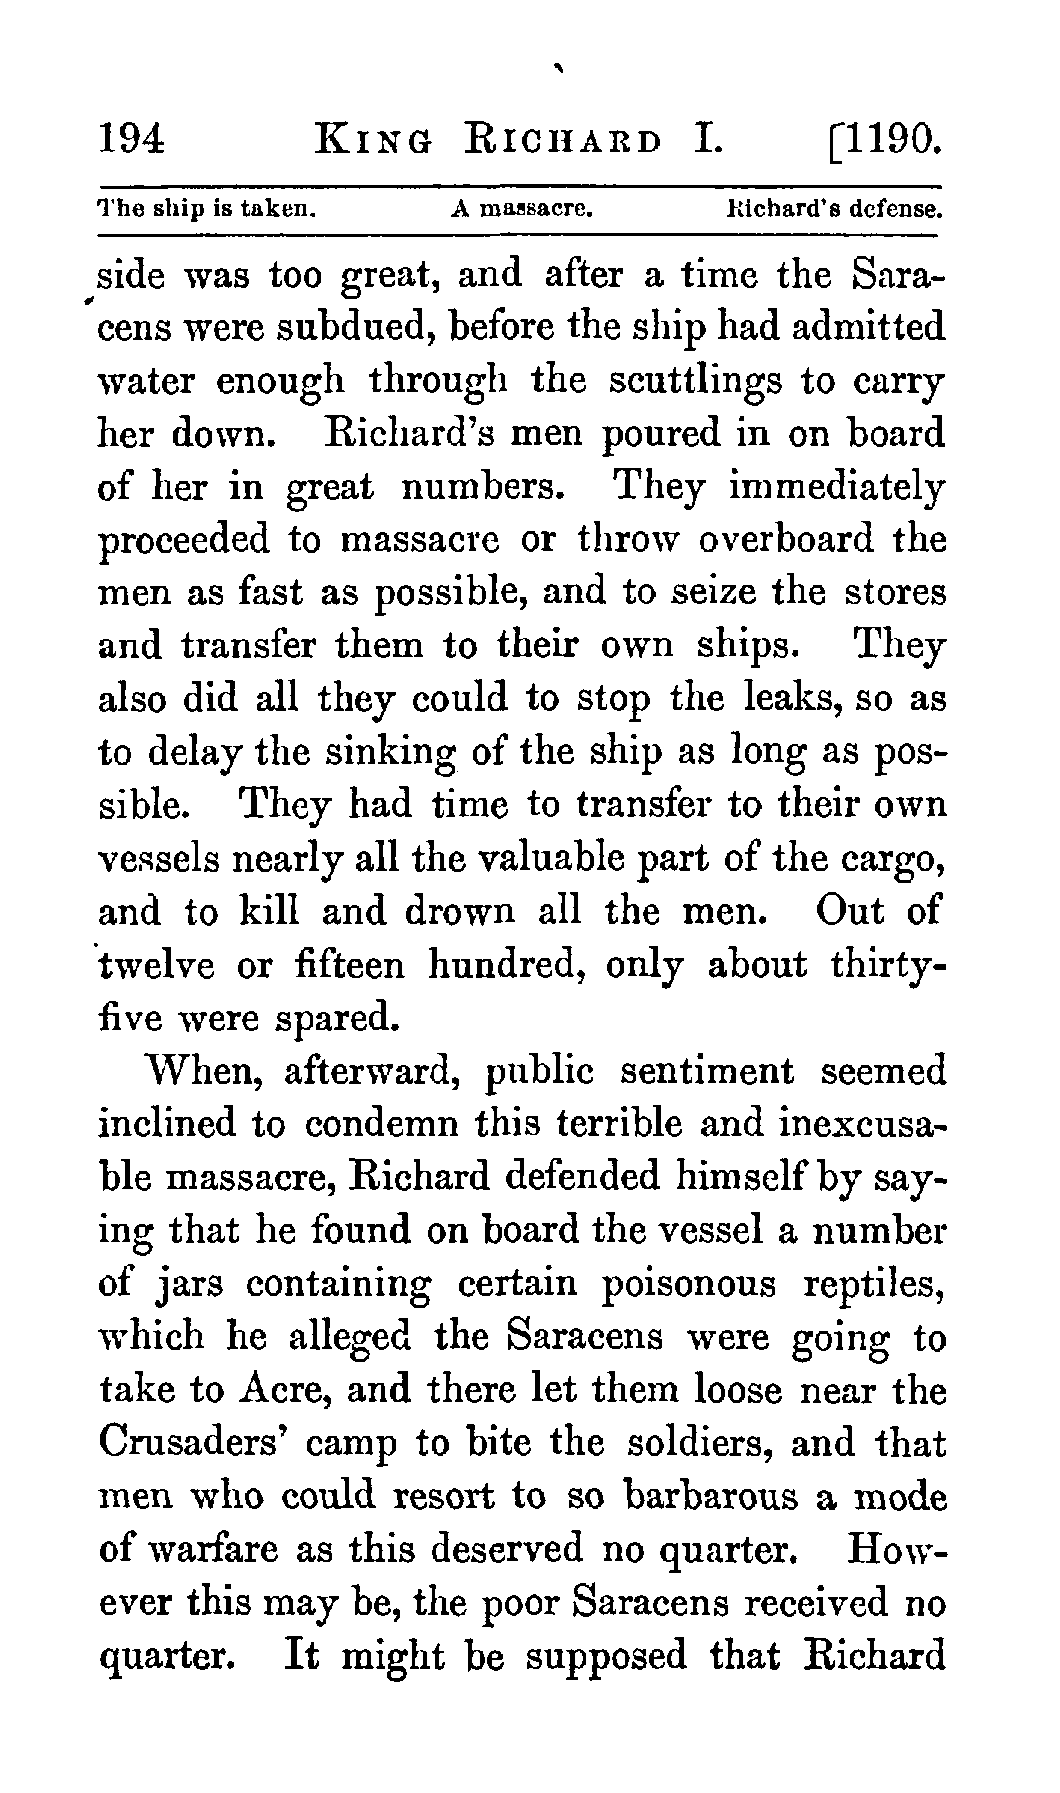 194 KING RICHARD I. [1190.
The ship is taken. A massacre. Richard's defense.
side was too great, and after a time the Sara-
cens were subdued, before the ship had admitted
water enough through the scuttlings to carry
her down. Richard's men poured in on board
of her in great numbers. They immediately
proceeded to massacre or throw overboard the
men as fast as possible, and to seize the stores
and transfer them to their own ships. They
also did all they could to stop the leaks, so as
to delay the sinking of the ship as long as pos-
sible. They had time to transfer to their own
vessels nearly all the valuable part of the cargo,
and to kill and drown all the men. Out of
twelve or fifteen hundred, only about thirty-
five were spared.
When, afterward, public sentiment seemed
inclined to condemn this terrible and inexcusa-
ble massacre, Richard defended himself by say-
ing that he found on board the vessel a number
of jars containing certain poisonous reptiles,
which he alleged the Saracens were going to
take to Acre, and there let them loose near the
Crusaders' camp to bite the soldiers, and that
men who could resort to so barbarous a mode
of warfare as this deserved no quarter. How-
ever this may be, the poor Saracens received no
quarter. It might be supposed that Richard